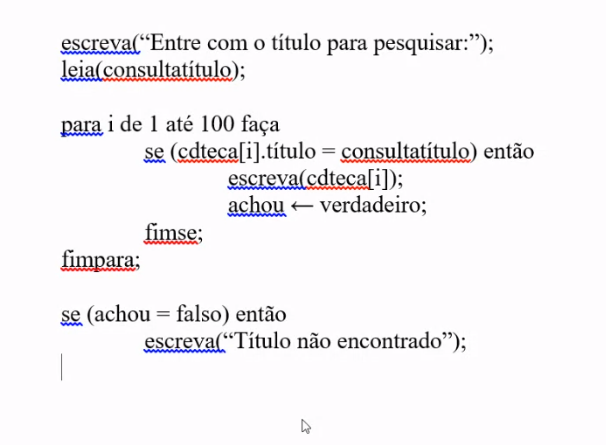 escreva(“Entre com o título para pesquisar:”);
leia(consultatítulo);
para i de 1 até 100 faça
se (cdteca[i].título = consultatítulo) então
escreva(cdteca[i]);
achou ← verdadeiro;
fimse;
fimpara;
se (achou = falso) então
escreva(“Título não encontrado”);